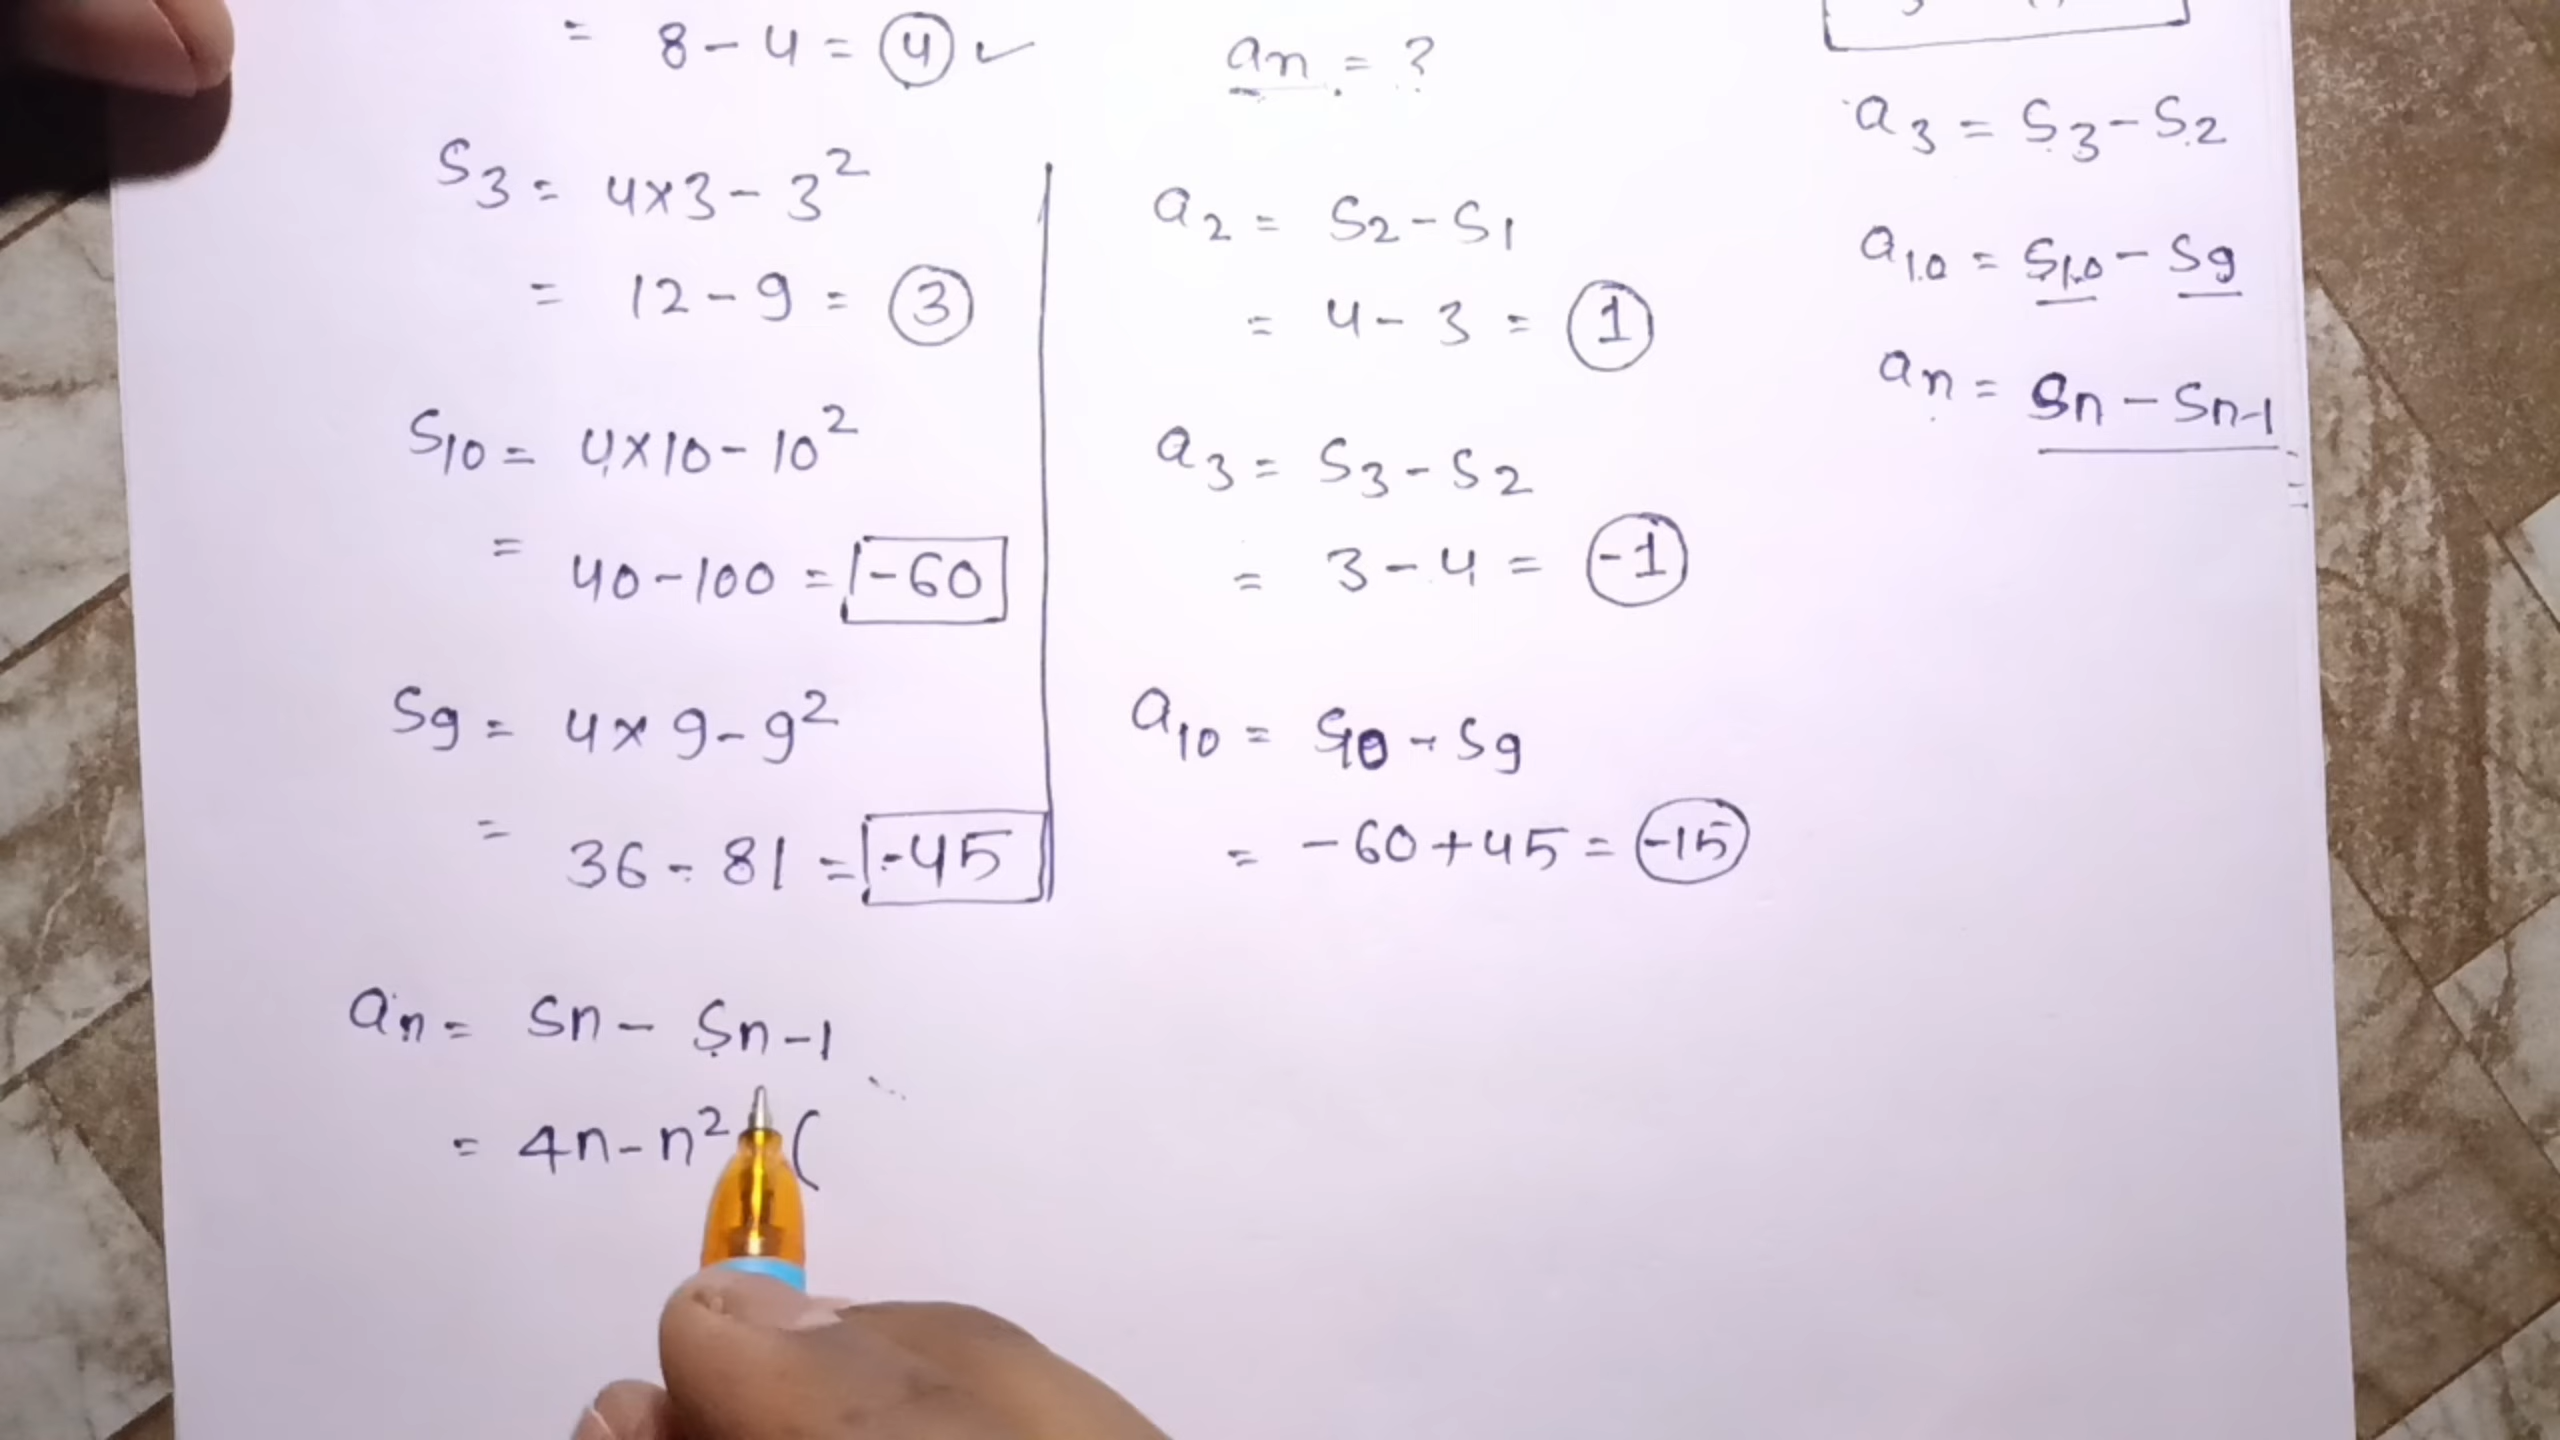 = 8 - 4 = 4 ✓
S3 = 4×3 - 3²
= 12 - 9 = 3
S10 = 4×10 - 10²
= 40 - 100 = -60
S9 = 4×9 - 9²
= 36 - 81 = -45
an = Sn - Sn-1
= 4n - n² (
an = ?
a2 = S2 - S1
= 4 - 3 = 1
a3 = S3 - S2
= 3 - 4 = -1
a10 = S10 - S9
= -60 + 45 = -15
a3 = S3 - S2
a10 = S10 - S9
an = Sn - Sn-1